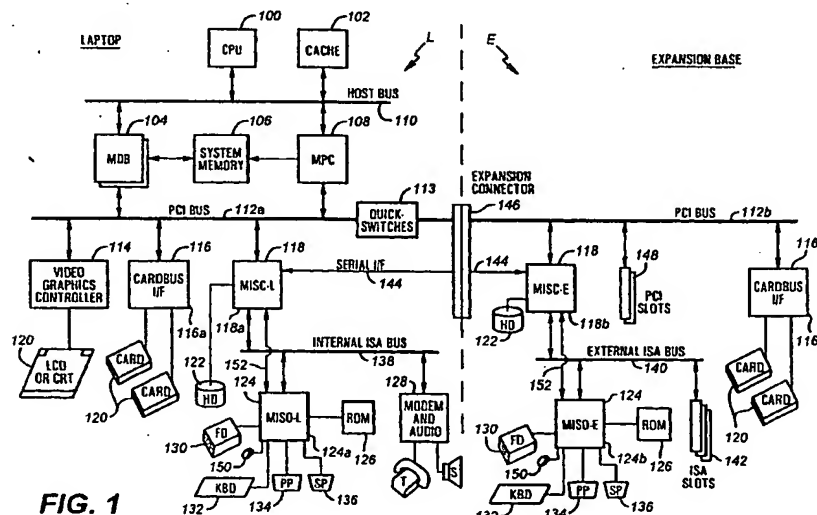 100
102
LAPTOP
CPU
CACHE
L
E
EXPANSION BASE
HOST BUS
110
104
106
108
MDB
SYSTEM MEMORY
MPC
EXPANSION CONNECTOR
113
146
PCI BUS
112a
QUICK-SWITCHES
PCI BUS
112b
114
116
118
118
148
116
VIDEO GRAPHICS CONTROLLER
CARDBUS I/F
MISC-L
SERIAL I/F
144
144
MISC-E
PCI SLOTS
CARDBUS I/F
116a
118a
118b
116
120
LCD OR CRT
CARD
CARD
120
122
HD
INTERNAL ISA BUS
138
152
122
HD
EXTERNAL ISA BUS
140
152
CARD
CARD
120
124
128
MODEM AND AUDIO
124
130
FD
MISO-L
ROM
126
124a
130
FD
MISO-E
ROM
126
124b
142
ISA SLOTS
150
150
T
S
KBD
132
PP
134
SP
136
KBD
132
PP
134
SP
136
FIG. 1